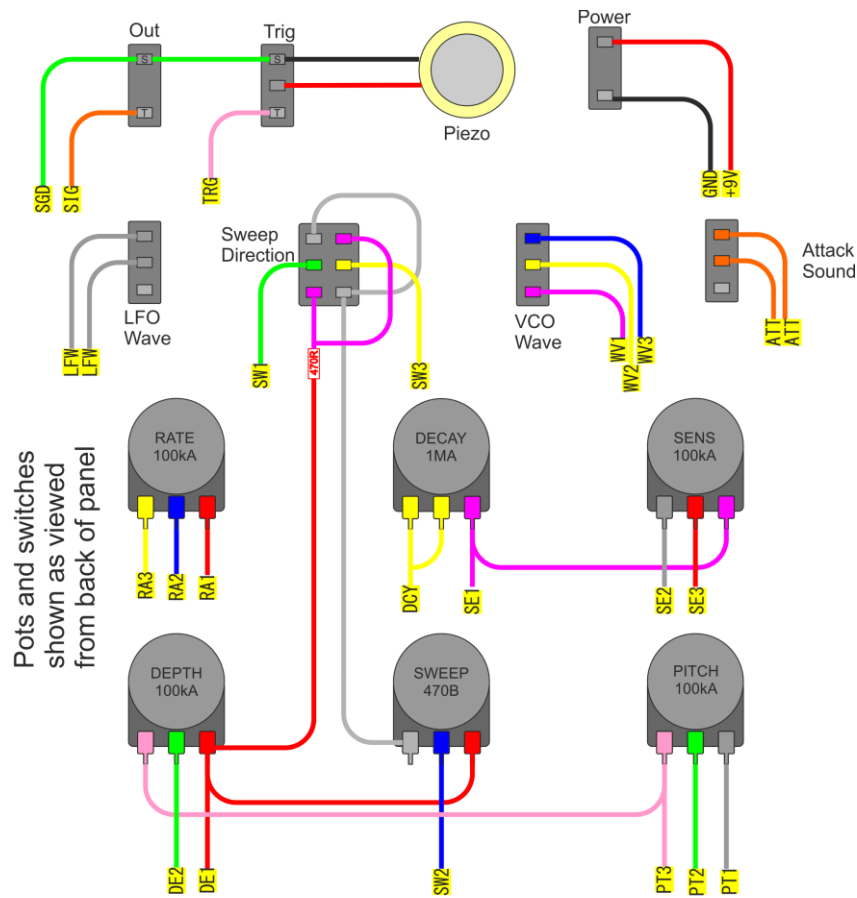 Out
Trig
Power
S
S
T
T
Piezo
SGD
SIG
TRG
GND
+9V
Sweep
Direction
Attack
Sound
LFO
Wave
VCO
Wave
LFW
LFW
SW1
470R
SW3
WV1
WV2
WV3
ATT
ATT
Pots and switches
shown as viewed
from back of panel
RATE
100kA
DECAY
1MA
SENS
100kA
RA3
RA2
RA1
DCY
SE1
SE2
SE3
DEPTH
100kA
SWEEP
470B
PITCH
100kA
DE2
DE1
SW2
PT3
PT2
PT1